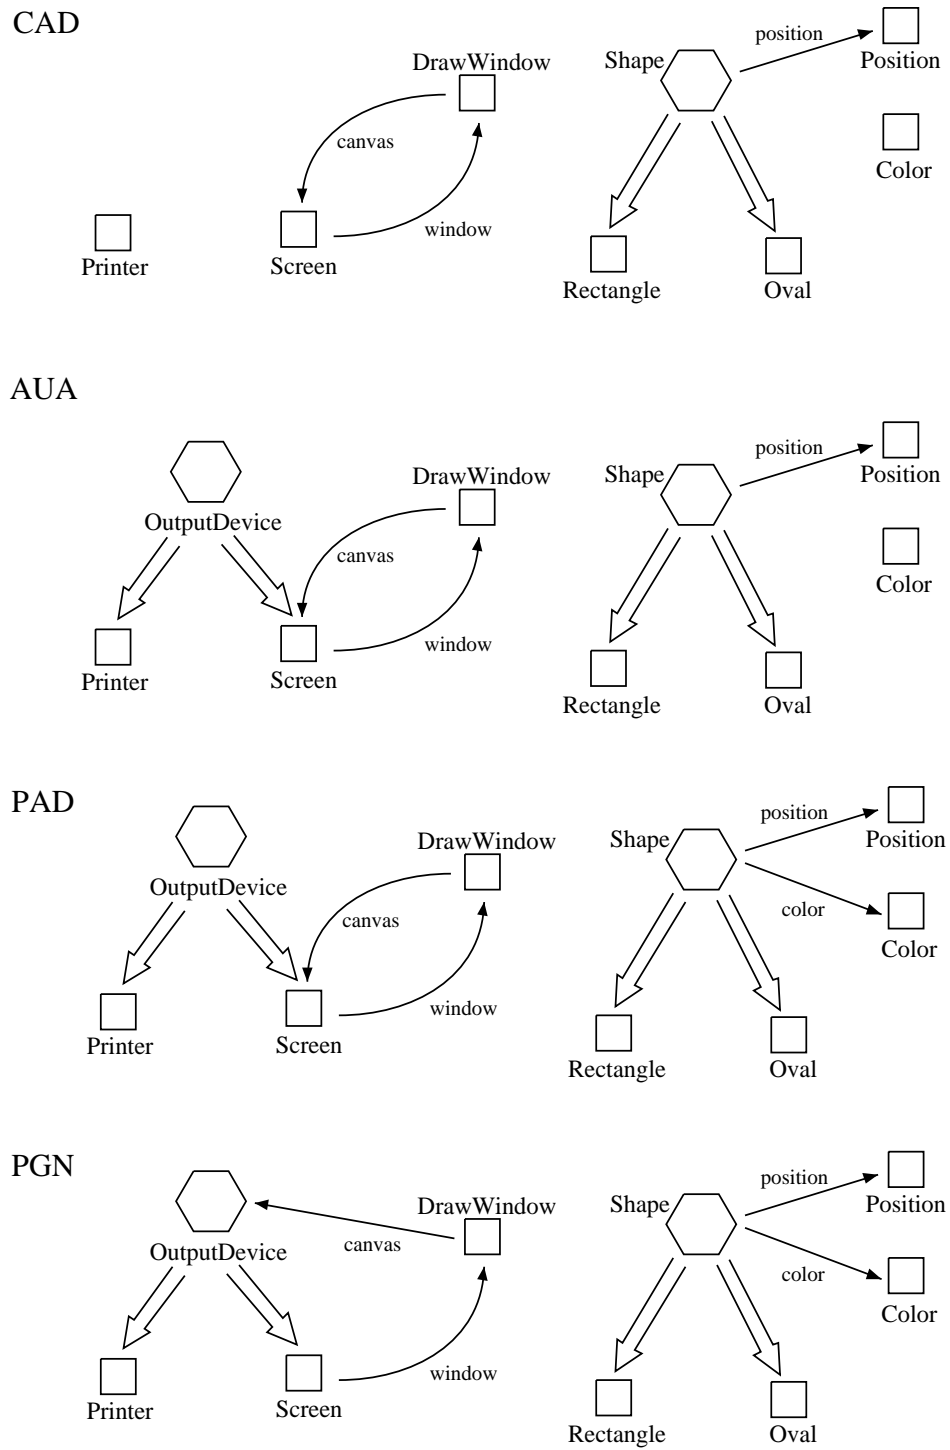 CAD
DrawWindow
canvas
window
Printer
Screen
Shape
position
Position
Color
Rectangle
Oval
AUA
OutputDevice
DrawWindow
canvas
window
Printer
Screen
Shape
position
Position
Color
Rectangle
Oval
PAD
OutputDevice
DrawWindow
canvas
window
Printer
Screen
Shape
position
Position
color
Color
Rectangle
Oval
PGN
OutputDevice
DrawWindow
canvas
window
Printer
Screen
Shape
position
Position
color
Color
Rectangle
Oval